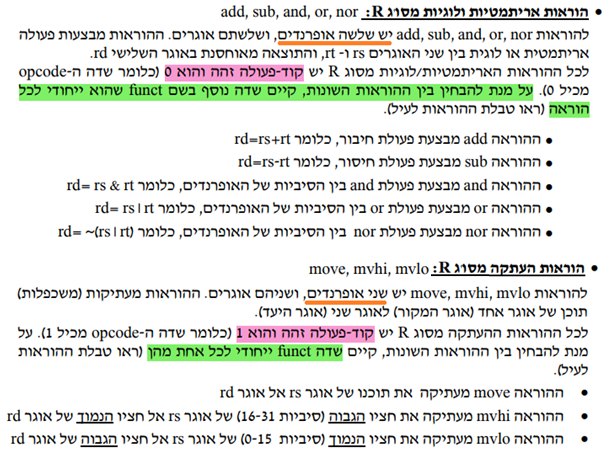 • הוראות אריתמטיות ולוגיות מסוג R: add, sub, and, or, nor
להוראות add, sub, and, or, nor יש שלשה אופרנדים, ושלשתם אוגרים. ההוראות מבצעות פעולה
אריתמטית או לוגית בין שני האוגרים rs ו- rt, והתוצאה מאוחסנת באוגר השלישי rd.
לכל ההוראות האריתמטיות/לוגיות מסוג R יש קוד-פעולה זהה והוא 0 (כלומר שדה ה-opcode
מכיל 0). על מנת להבחין בין ההוראות השונות, קיים שדה נוסף בשם funct שהוא ייחודי לכל
הוראה (ראו טבלת ההוראות לעיל).
• ההוראה add מבצעת פעולת חיבור, כלומר rd=rs+rt
• ההוראה sub מבצעת פעולת חיסור, כלומר rd=rs-rt
• ההוראה and מבצעת פעולת and בין הסיביות של האופרנדים, כלומר rd= rs & rt
• ההוראה or מבצעת פעולת or בין הסיביות של האופרנדים, כלומר rd= rs | rt
• ההוראה nor מבצעת פעולת nor בין הסיביות של האופרנדים, כלומר rd= ~(rs | rt)
• הוראות העתקה מסוג R: move, mvhi, mvlo
להוראות move, mvhi, mvlo יש שני אופרנדים, ושניהם אוגרים. ההוראות מעתיקות (משכפלות)
תוכן של אוגר אחד (אוגר המקור) לאוגר שני (אוגר היעד).
לכל ההוראות ההעתקה מסוג R יש קוד-פעולה זהה והוא 1 (כלומר שדה ה-opcode מכיל 1). על
מנת להבחין בין ההוראות השונות, קיים שדה funct ייחודי לכל אחת מהן (ראו טבלת ההוראות
לעיל).
• ההוראה move מעתיקה את תוכנו של אוגר rs אל אוגר rd
• ההוראה mvhi מעתיקה את חציו הגבוה (סיביות 16-31) של אוגר rs אל חציו הנמוד של אוגר rd
• ההוראה mvlo מעתיקה את חציו הנמוד (סיביות 0-15) של אוגר rs אל חציו הגבוה של אוגר rd